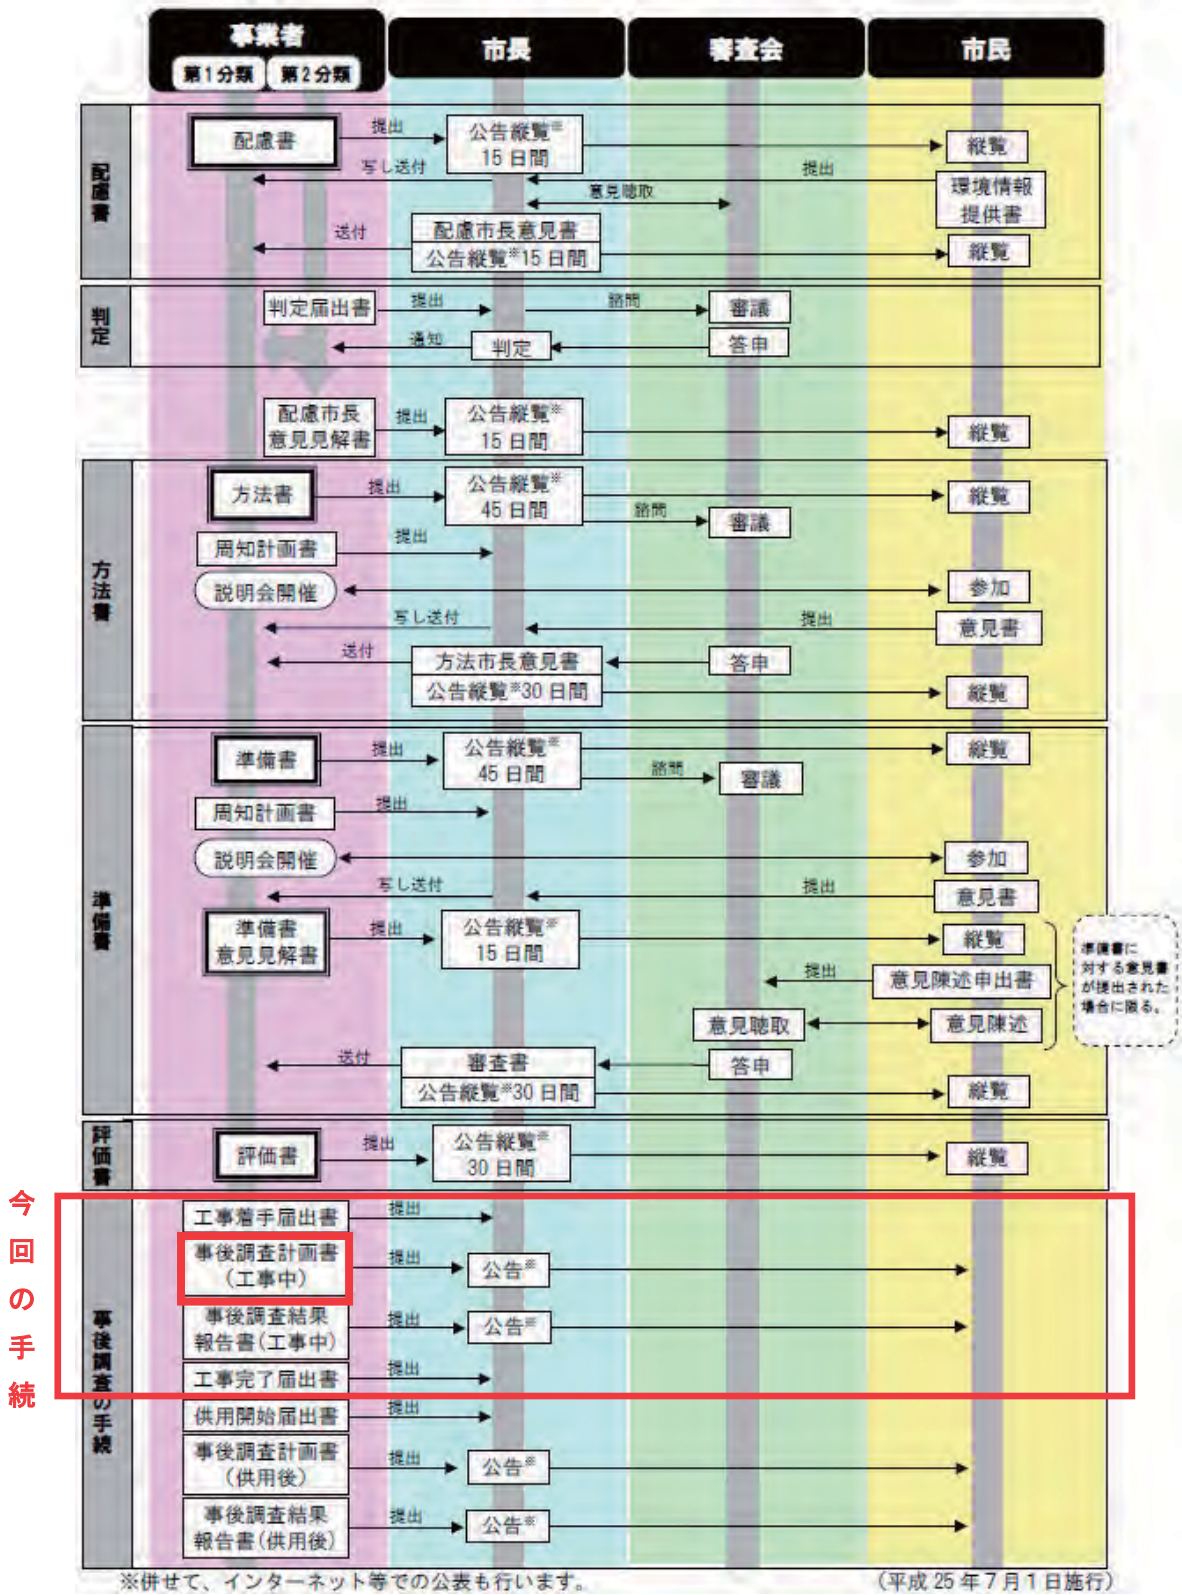 事業者
第1分類 第2分類
市長
審査会
市民
配慮書
配慮書
提出
公告縦覧※
15日間
縦覧
写し送付
提出
環境情報
提供書
意見聴取
送付
配慮市長意見書
公告縦覧※15日間
縦覧
判定
判定届出書
提出
諮問
審議
通知
判定
答申
配慮市長
意見見解書
提出
公告縦覧※
15日間
縦覧
方法書
方法書
提出
公告縦覧※
45日間
縦覧
諮問
審議
周知計画書
提出
説明会開催
参加
写し送付
提出
意見書
送付
方法市長意見書
公告縦覧※30日間
答申
縦覧
準備書
準備書
提出
公告縦覧※
45日間
縦覧
諮問
審議
周知計画書
提出
説明会開催
参加
写し送付
提出
意見書
準備書
意見見解書
提出
公告縦覧※
15日間
縦覧
提出
意見陳述申出書
意見聴取
意見陳述
準備書に
対する意見書
が提出された
場合に限る。
送付
審査書
公告縦覧※30日間
答申
縦覧
評価書
評価書
提出
公告縦覧※
30日間
縦覧
今回の手続
事後調査の手続
工事着手届出書
提出
事後調査計画書
(工事中)
提出
公告※
事後調査結果
報告書(工事中)
提出
公告※
工事完了届出書
提出
供用開始届出書
提出
事後調査計画書
(供用後)
提出
公告※
事後調査結果
報告書(供用後)
提出
公告※
※併せて、インターネット等での公表も行います。
(平成25年7月1日施行)